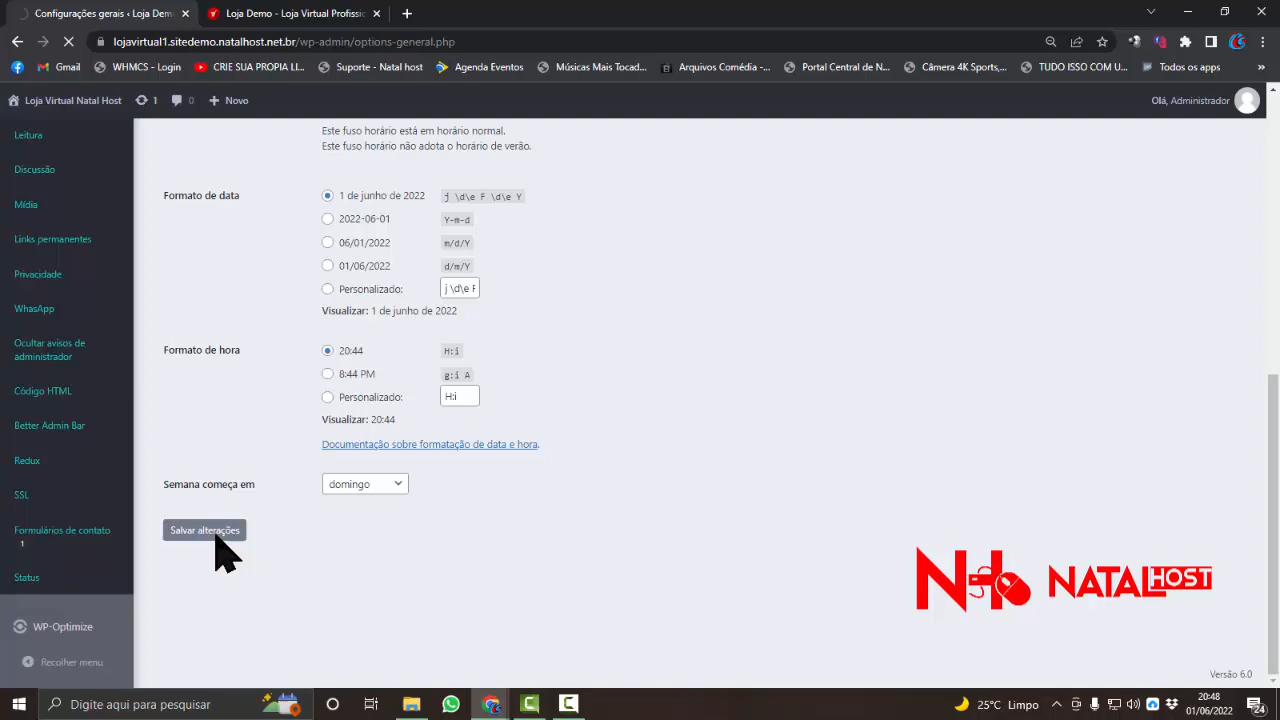 Configurações gerais ‹ Loja Dem
Loja Demo - Loja Virtual Profissic
lojavirtual1.sitedemo.natalhost.net.br/wp-admin/options-general.php
Gmail
WHMCS - Login
CRIE SUA PROPIA LI...
Suporte - Natal host
Agenda Eventos
Músicas Mais Tocad...
Arquivos Comédia -...
Portal Central de N...
Câmera 4K Sports,...
TUDO ISSO COM U...
Todos os apps
»
Loja Virtual Natal Host
1
0
Novo
Olá, Administrador
Leitura
Discussão
Mídia
Links permanentes
Privacidade
WhasApp
Ocultar avisos de
administrador
Código HTML
Better Admin Bar
Redux
SSL
Formulários de contato
1
Status
WP-Optimize
Recolher menu
Este fuso horário está em horário normal.
Este fuso horário não adota o horário de verão.
Formato de data
1 de junho de 2022 j \d\e F \d\e Y
2022-06-01 Y-m-d
06/01/2022 m/d/Y
01/06/2022 d/m/Y
Personalizado: j \d\e F
Visualizar: 1 de junho de 2022
Formato de hora
20:44 H:i
8:44 PM g:i A
Personalizado: H:i
Visualizar: 20:44
Documentação sobre formatação de data e hora.
Semana começa em domingo
Salvar alterações
NH NATALHOST
Versão 6.0
Digite aqui para pesquisar
25°C Limpo
20:48
01/06/2022
24